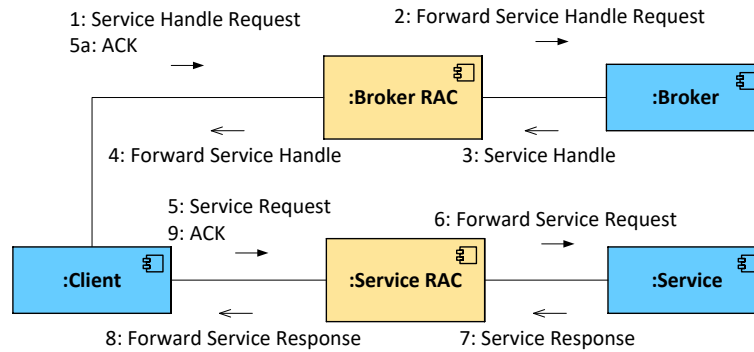 1: Service Handle Request
5a: ACK
2: Forward Service Handle Request
:Broker RAC
:Broker
4: Forward Service Handle
3: Service Handle
5: Service Request
9: ACK
6: Forward Service Request
:Client
:Service RAC
:Service
8: Forward Service Response
7: Service Response